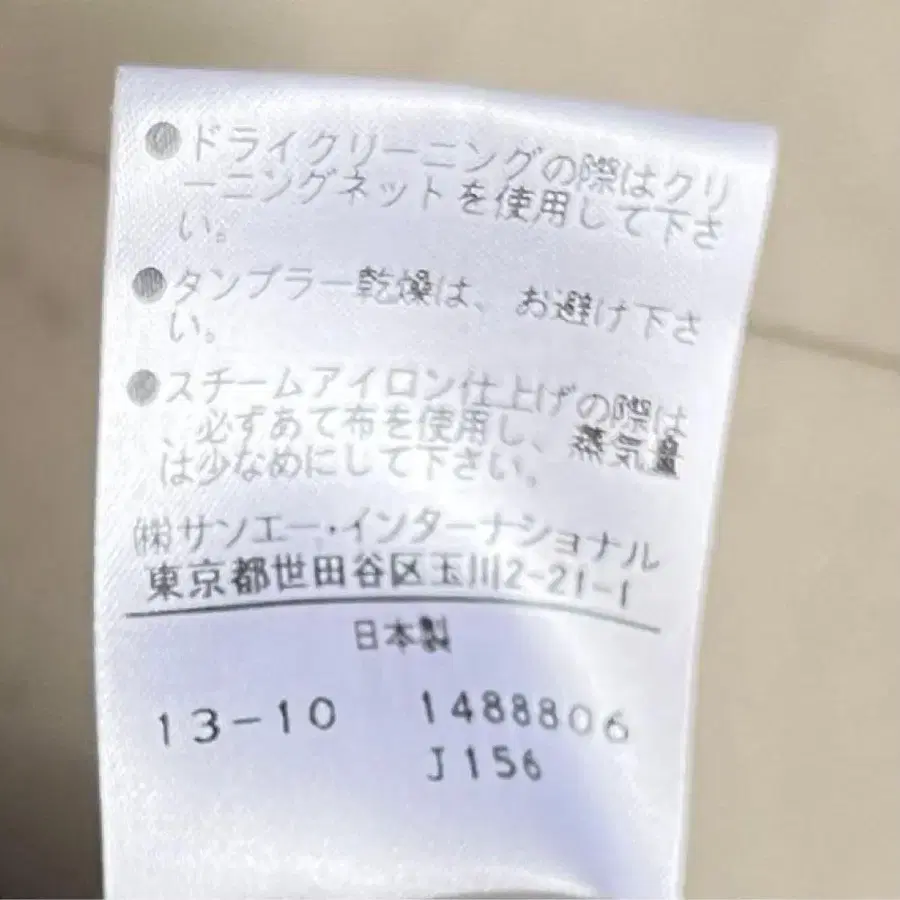 ●ドライクリーニングの際はクリ
ーニングネットを使用して下さ
い。
●タンブラー乾燥は、お避け下さ
い。
●スチームアイロン仕上げの際は
、必ずあて布を使用し、蒸気量
は少なめにして下さい。
㈱サンエー・インターナショナル
東京都世田谷区玉川2-21-1
日本製
13-10 1488806
J156